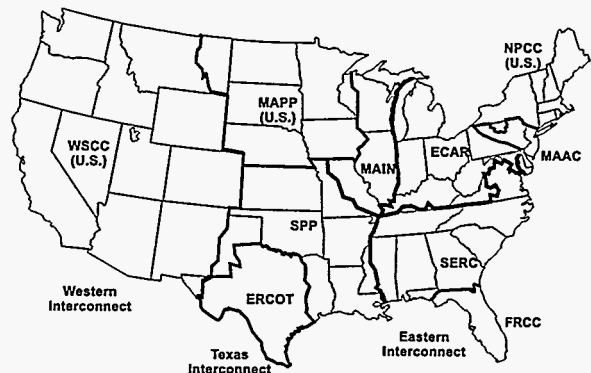 NPCC
(U.S.)
MAPP
(U.S.)
WSCC
(U.S.)
MAIN
ECAR
MAAC
SPP
SERC
ERCOT
FRCC
Western
Interconnect
Texas
Interconnect
Eastern
Interconnect